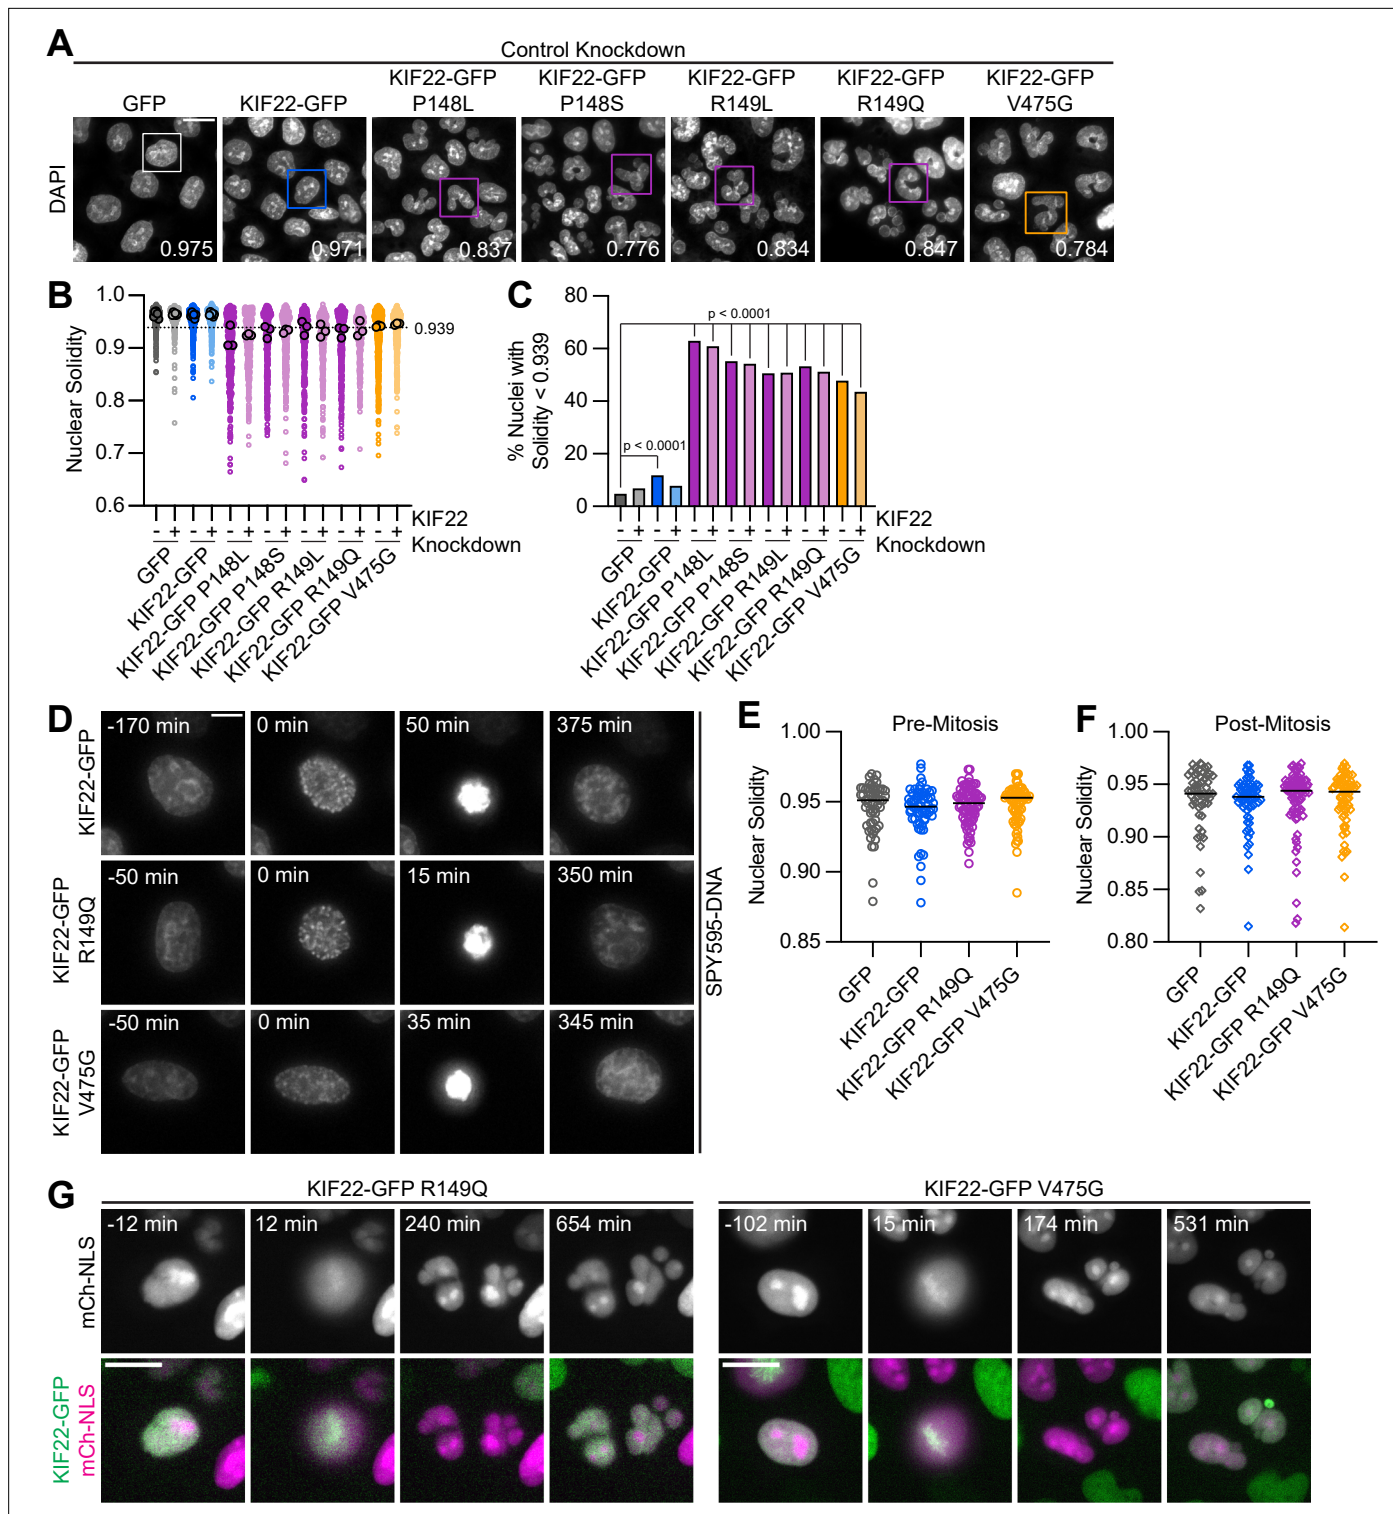 A
Control Knockdown
GFP
KIF22-GFP
KIF22-GFP
P148L
KIF22-GFP
P148S
KIF22-GFP
R149L
KIF22-GFP
R149Q
KIF22-GFP
V475G
DAPI
0.975
0.971
0.837
0.776
0.834
0.847
0.784
B
Nuclear Solidity
1.0
0.9
0.8
0.7
0.6
0.939
- + - + - + - + - + - + - +
KIF22
Knockdown
GFP
KIF22-GFP
KIF22-GFP P148L
KIF22-GFP P148S
KIF22-GFP R149L
KIF22-GFP R149Q
KIF22-GFP V475G
C
% Nuclei with
Solidity < 0.939
80
60
40
20
0
p < 0.0001
p < 0.0001
- + - + - + - + - + - + - +
KIF22
Knockdown
GFP
KIF22-GFP
KIF22-GFP P148L
KIF22-GFP P148S
KIF22-GFP R149L
KIF22-GFP R149Q
KIF22-GFP V475G
D
KIF22-GFP
-170 min
0 min
50 min
375 min
KIF22-GFP
R149Q
-50 min
0 min
15 min
350 min
KIF22-GFP
V475G
-50 min
0 min
35 min
345 min
SPY595-DNA
E
Pre-Mitosis
Nuclear Solidity
1.00
0.95
0.90
0.85
GFP
KIF22-GFP
KIF22-GFP R149Q
KIF22-GFP V475G
F
Post-Mitosis
Nuclear Solidity
1.00
0.95
0.90
0.85
0.80
GFP
KIF22-GFP
KIF22-GFP R149Q
KIF22-GFP V475G
G
KIF22-GFP R149Q
KIF22-GFP V475G
mCh-NLS
-12 min
12 min
240 min
654 min
-102 min
15 min
174 min
531 min
KIF22-GFP
mCh-NLS